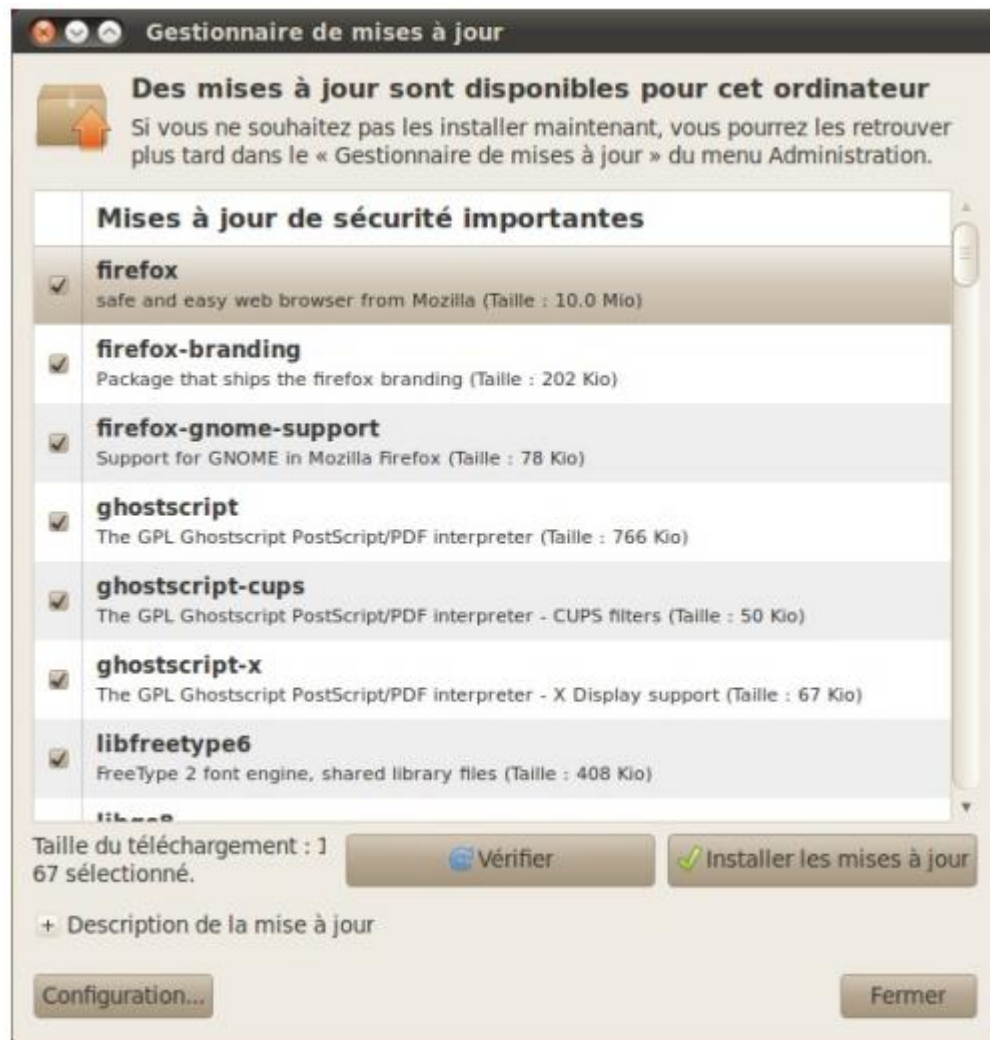 Gestionnaire de mises à jour
Des mises à jour sont disponibles pour cet ordinateur
Si vous ne souhaitez pas les installer maintenant, vous pourrez les retrouver
plus tard dans le « Gestionnaire de mises à jour » du menu Administration.
Mises à jour de sécurité importantes
firefox
safe and easy web browser from Mozilla (Taille : 10.0 Mio)
firefox-branding
Package that ships the firefox branding (Taille : 202 Kio)
firefox-gnome-support
Support for GNOME in Mozilla Firefox (Taille : 78 Kio)
ghostscript
The GPL Ghostscript PostScript/PDF interpreter (Taille : 766 Kio)
ghostscript-cups
The GPL Ghostscript PostScript/PDF interpreter - CUPS filters (Taille : 50 Kio)
ghostscript-x
The GPL Ghostscript PostScript/PDF interpreter - X Display support (Taille : 67 Kio)
libfreetype6
FreeType 2 font engine, shared library files (Taille : 408 Kio)
Taille du téléchargement : 1
67 sélectionné.
Vérifier
Installer les mises à jour
+ Description de la mise à jour
Configuration...
Fermer